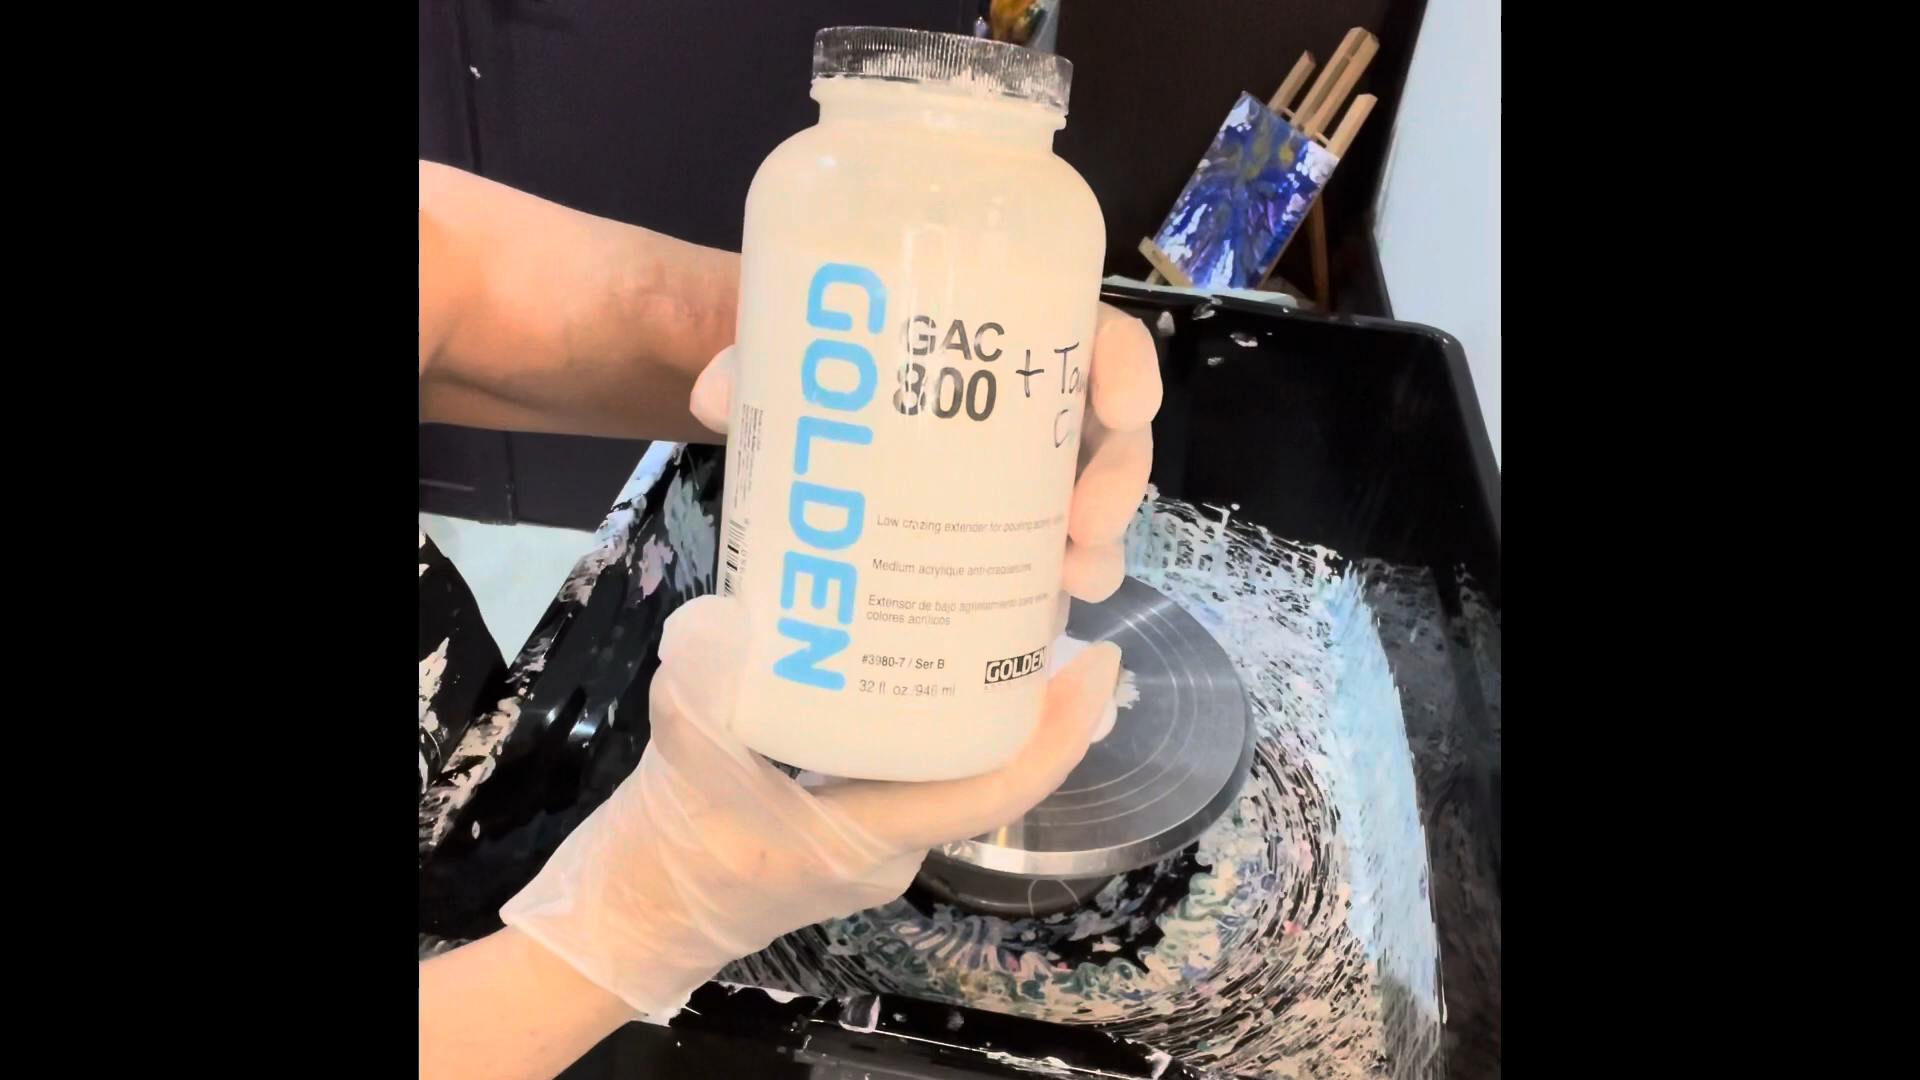 GOLDEN
GAC
800
+
Low crazing extender for pouring acrylic
Medium acrylique anti-craquelures
Extensor de bajo agrietamiento para
colores acrílicos
#3980-7 / Ser B
32 fl. oz./946 ml
GOLDEN